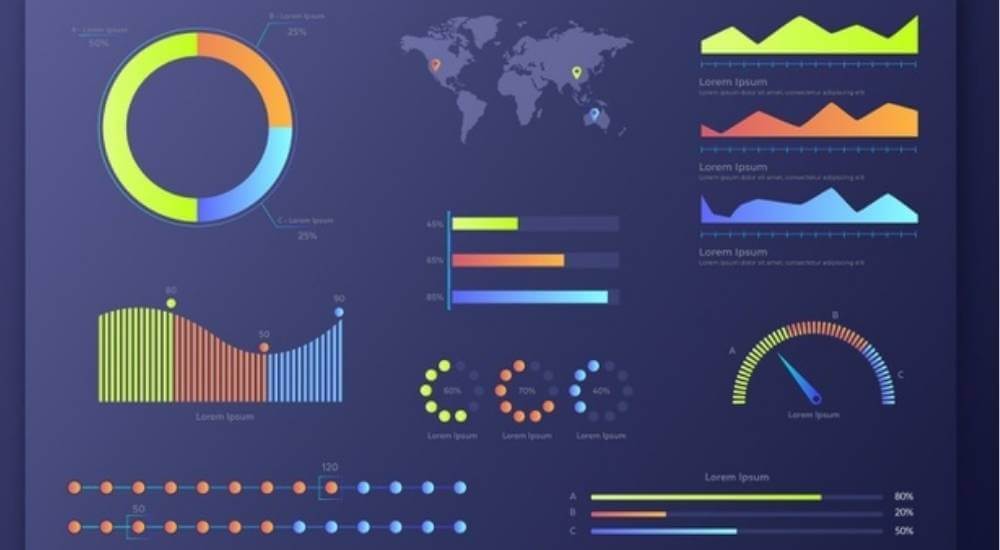 A - Lorem Ipsum
50%
B - Lorem Ipsum
25%
C - Lorem Ipsum
25%
Lorem Ipsum
Lorem ipsum dolor sit amet, consectetur adipiscing elit
Lorem Ipsum
Lorem ipsum dolor sit amet, consectetur adipiscing elit
Lorem Ipsum
Lorem ipsum dolor sit amet, consectetur adipiscing elit
45%
65%
85%
80
50
90
Lorem Ipsum
60%
70%
40%
Lorem Ipsum
Lorem Ipsum
Lorem Ipsum
A
B
C
Lorem Ipsum
120
50
Lorem Ipsum
A
80%
B
20%
C
50%